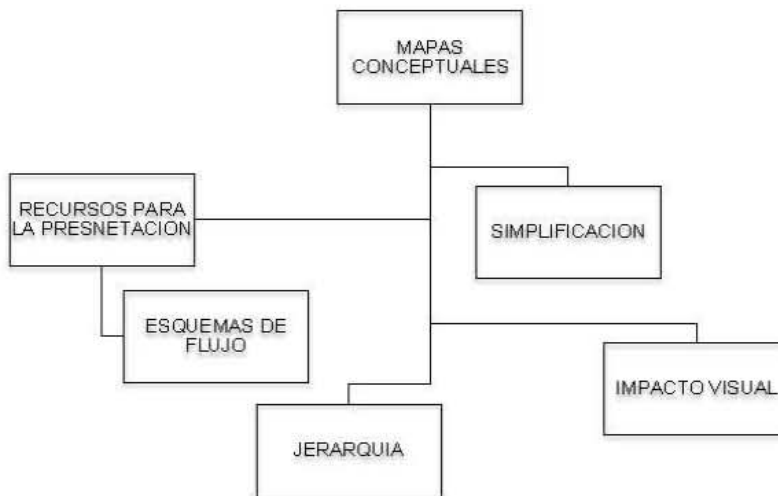 MAPAS
CONCEPTUALES
RECURSOS PARA
LA PRESNETACION
SIMPLIFICACION
ESQUEMAS DE
FLUJO
IMPACTO VISUAL
JERARQUIA